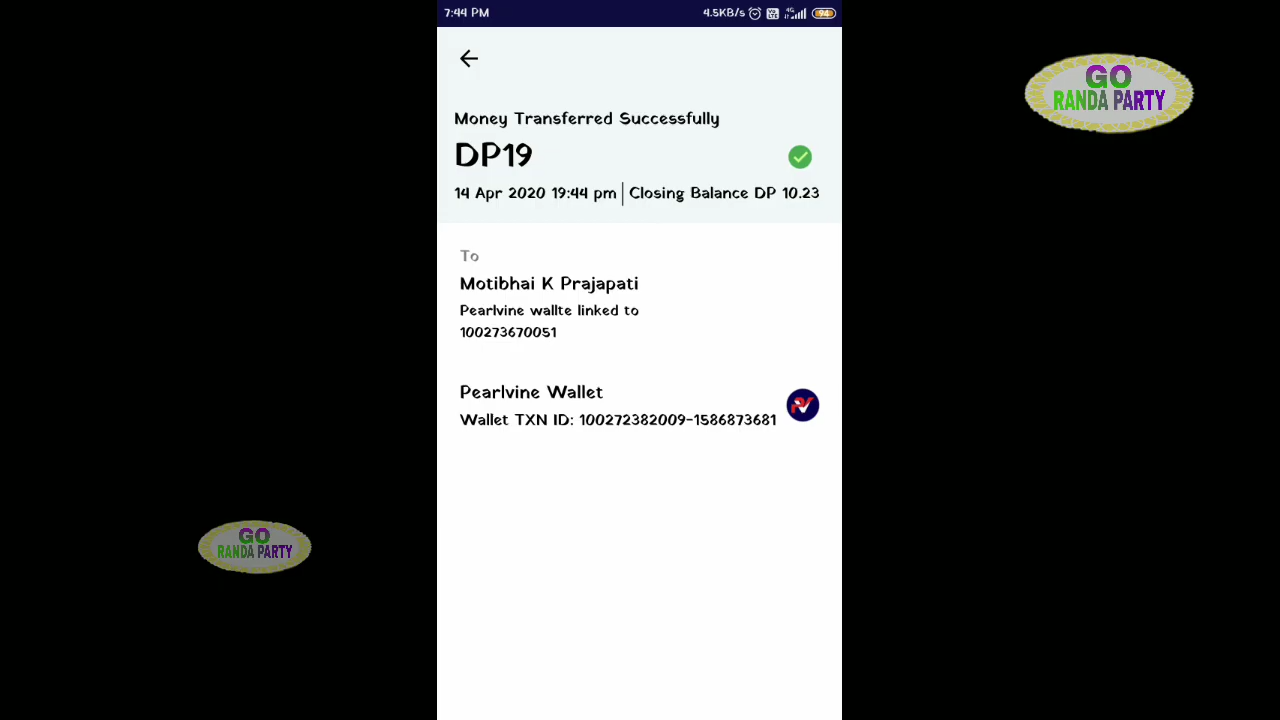 7:44 PM
4.5KB/s
4G
94
GO
RANDA PARTY
Money Transferred Successfully
DP19
14 Apr 2020 19:44 pm | Closing Balance DP 10.23
To
Motibhai K Prajapati
Pearlvine wallte linked to
100273670051
Pearlvine Wallet
Wallet TXN ID: 100272382009-1586873681
GO
RANDA PARTY